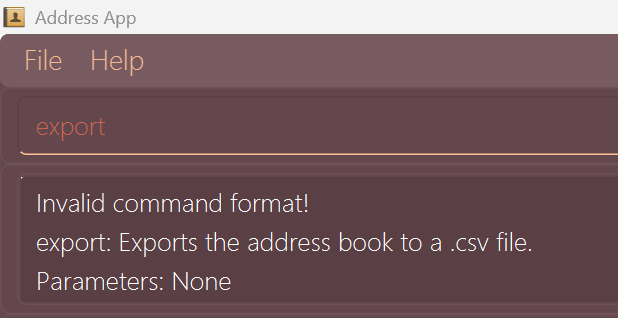 Address App
File Help
export
Invalid command format!
export: Exports the address book to a .csv file.
Parameters: None